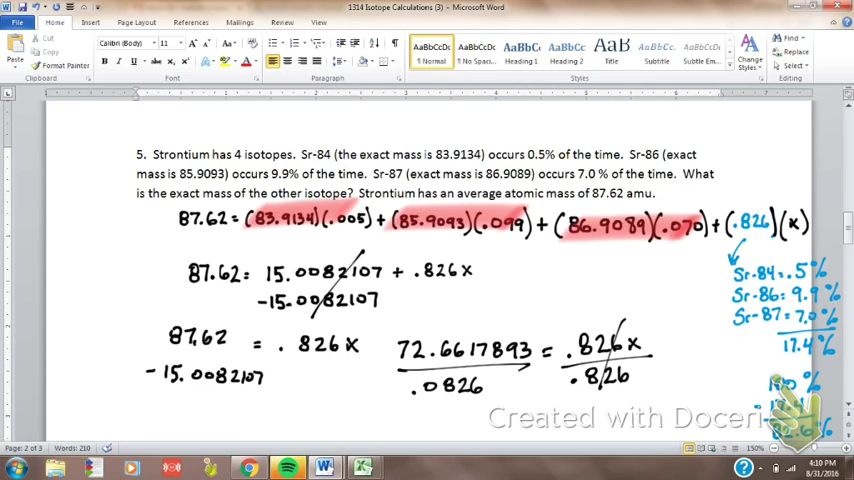 1314 Isotope Calculations (3) - Microsoft Word
File Home Insert Page Layout References Mailings Review View
Cut
Copy
Paste Format Painter
Clipboard
Calibri (Body) 11
Font
Paragraph
AaBbCcDc AaBbCcDc AaBbC AaBbCc AaB AaBbCc. AaBbCcDc
¶ Normal ¶ No Spaci... Heading 1 Heading 2 Title Subtitle Subtle Em...
Styles
Change Styles
Find
Replace
Select
Editing
5. Strontium has 4 isotopes. Sr-84 (the exact mass is 83.9134) occurs 0.5% of the time. Sr-86 (exact
mass is 85.9093) occurs 9.9% of the time. Sr-87 (exact mass is 86.9089) occurs 7.0 % of the time. What
is the exact mass of the other isotope? Strontium has an average atomic mass of 87.62 amu.
87.62 = (83.9134)(.005) + (85.9093)(.099) + (86.9089)(.070) + (.826)(x)
87.62 = 15.0082107 + .826x
-15.0082107
87.62 = .826x
-15.0082107
72.6617893 = .826x
.0826 .826
Sr-84 = .5%
Sr-86 = 9.9%
Sr-87 = 7.0%
17.4%
100%
82.6%
Created with Doceri
Page: 2 of 3 Words: 210
150%
4:10 PM
8/31/2016